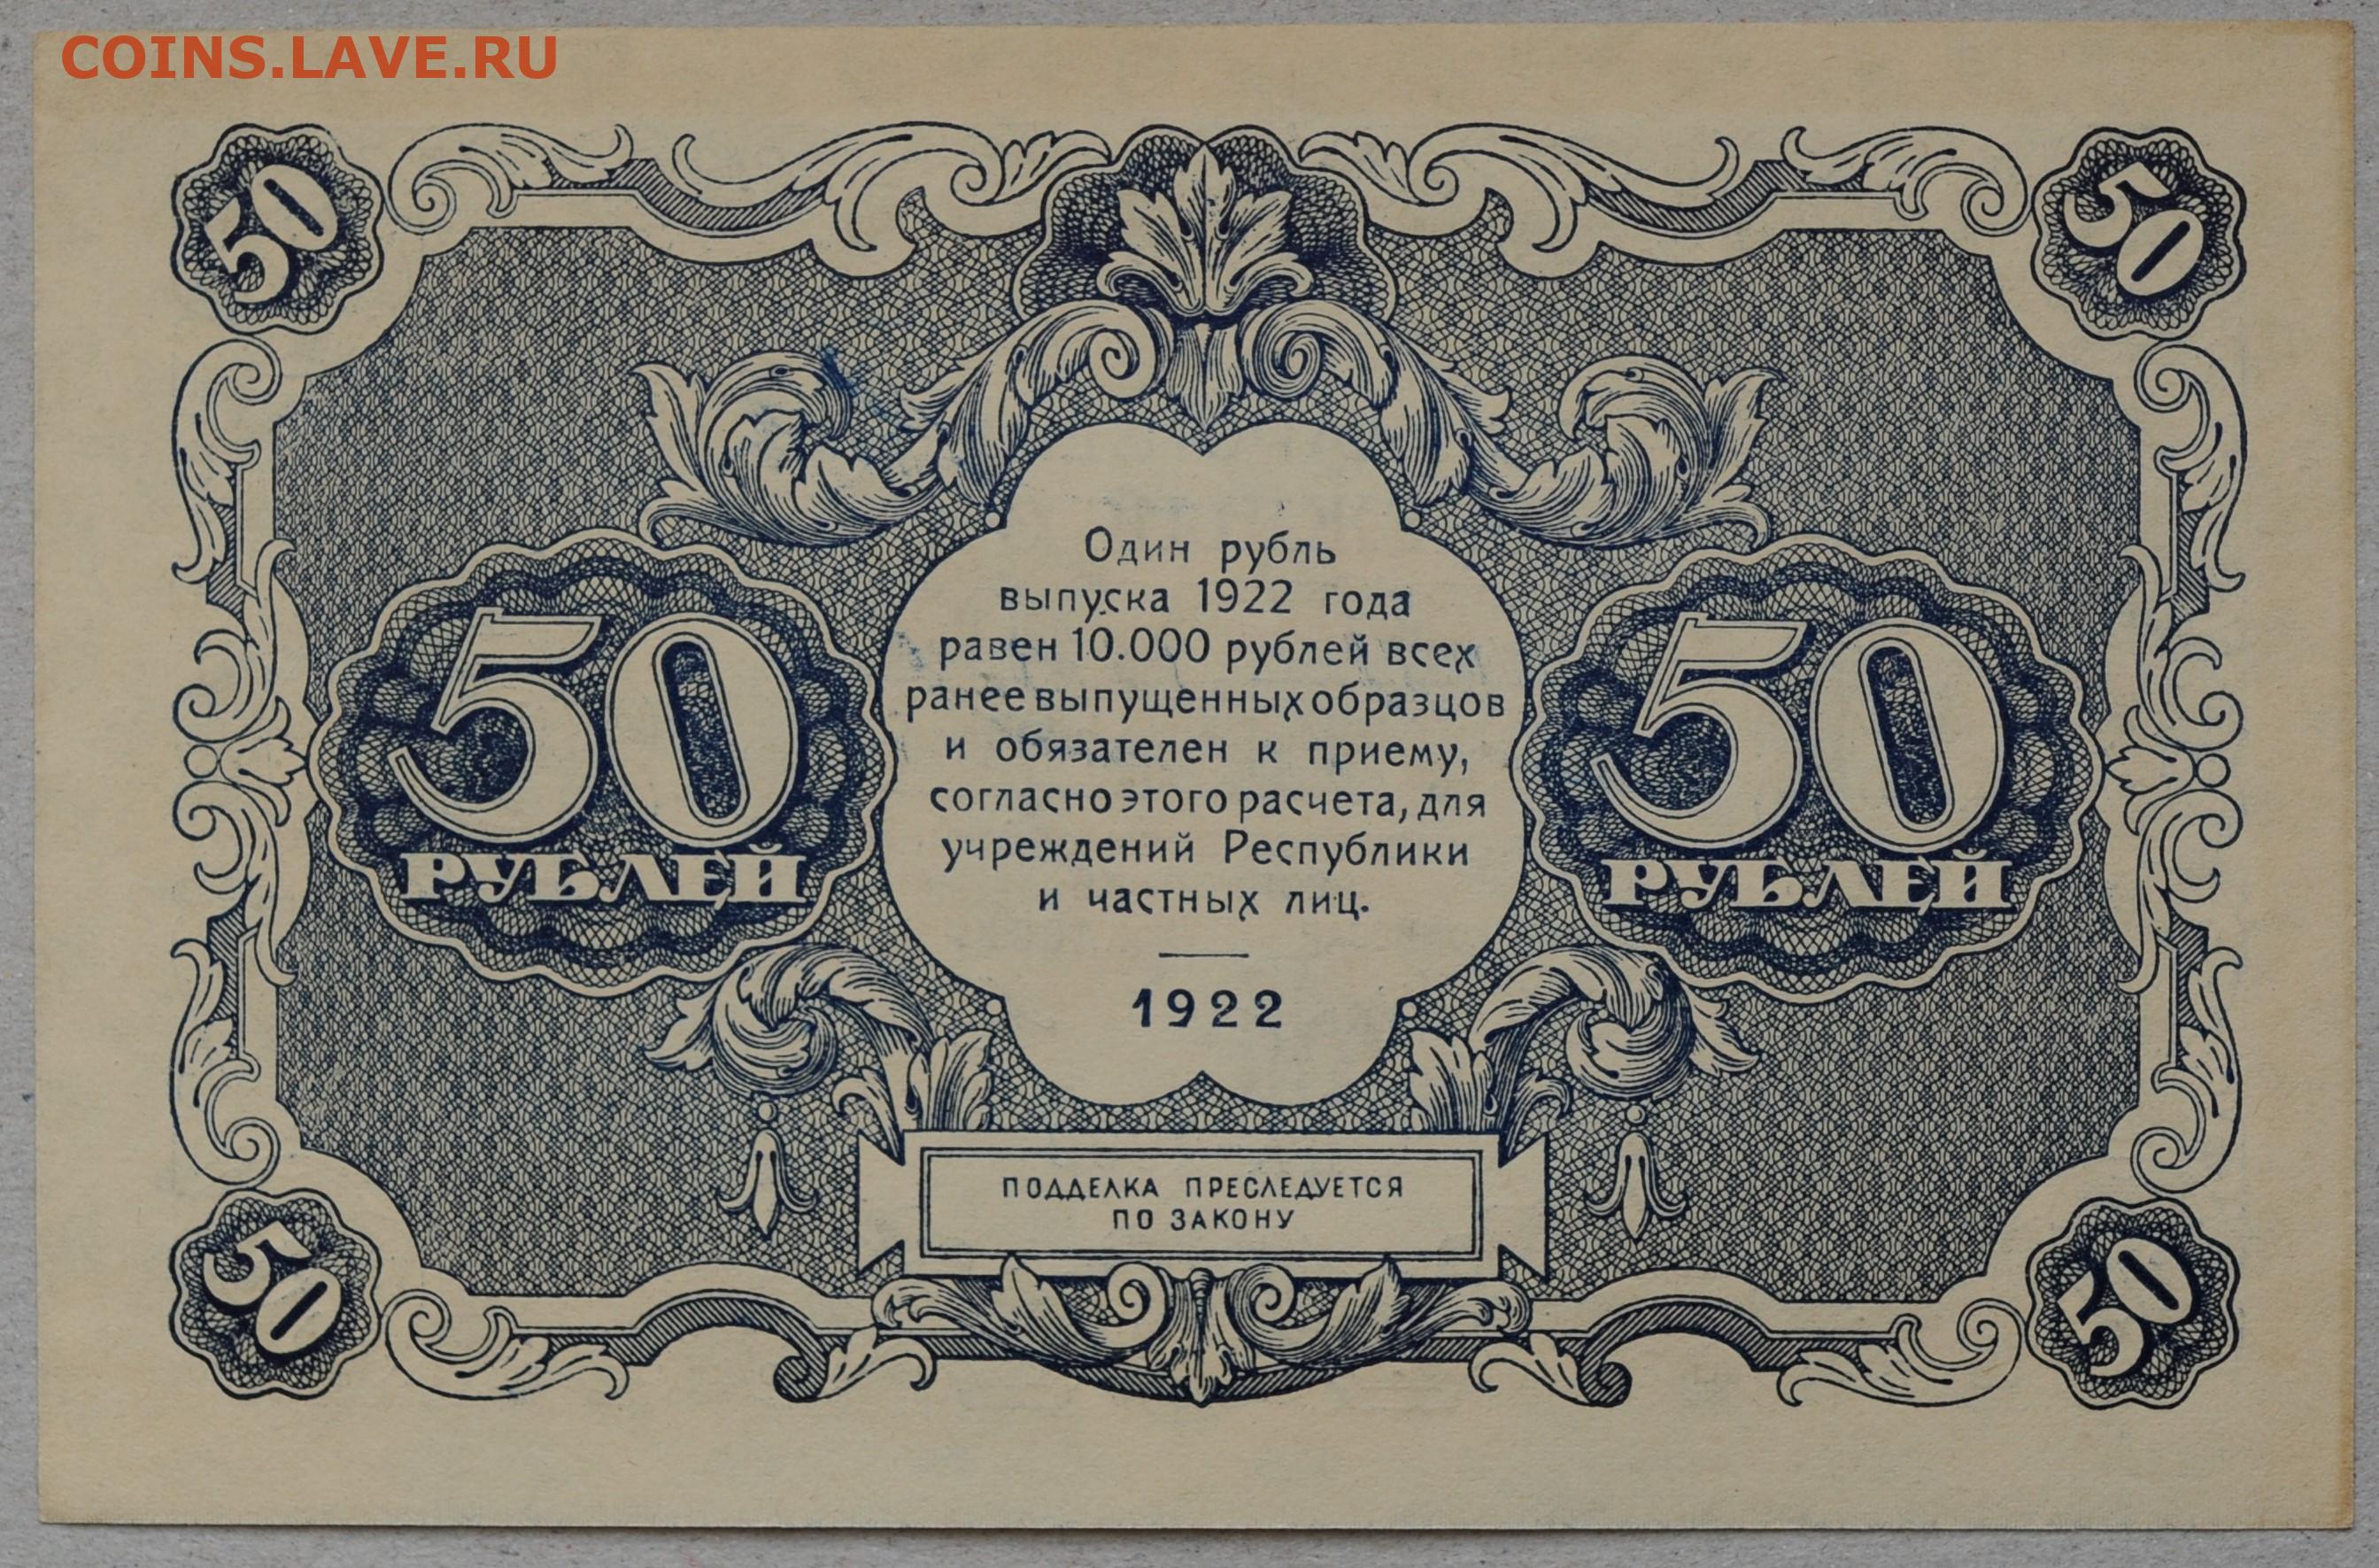 COINS.LAVE.RU
50
50
Один рубль
выпуска 1922 года
равен 10.000 рублей всех
ранее выпущенных образцов
и обязателен к приему,
согласно этого расчета, для
учреждений Республики
и частных лиц.
1922
50
РУБЛЕЙ
50
РУБЛЕЙ
ПОДДЕЛКА ПРЕСЛЕДУЕТСЯ
ПО ЗАКОНУ
50
50